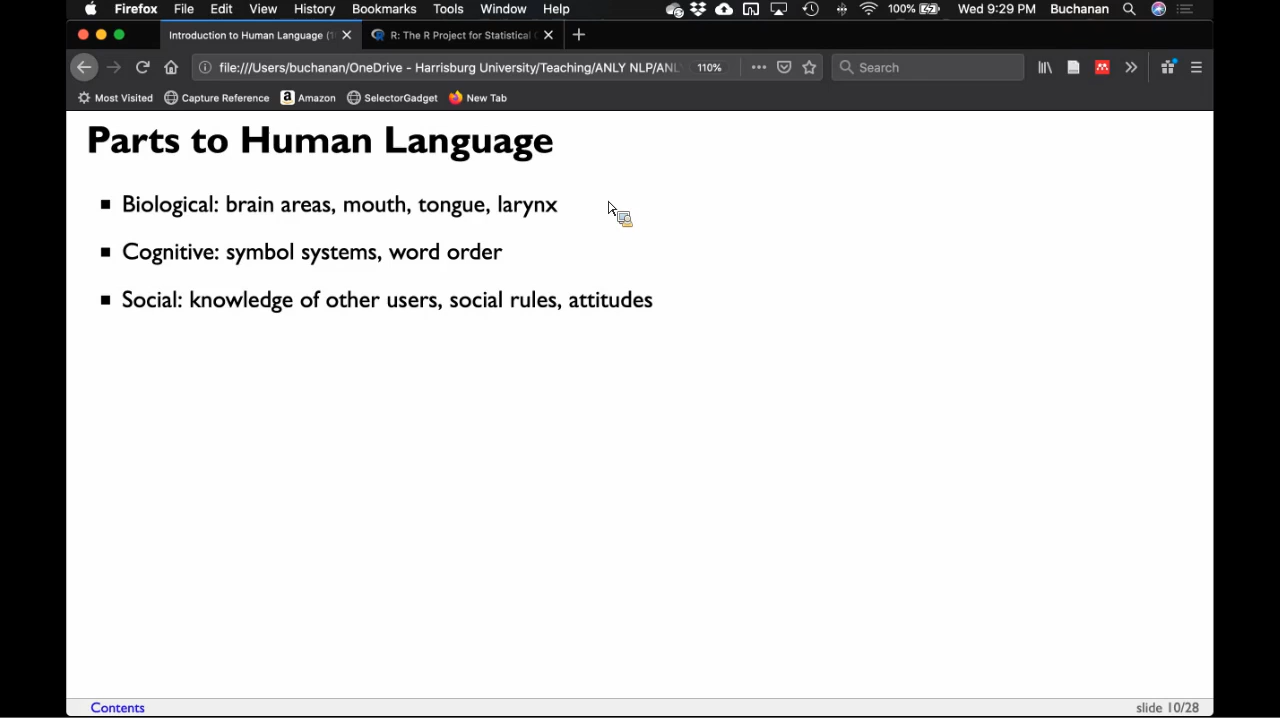 Firefox File Edit View History Bookmarks Tools Window Help 100% Wed 9:29 PM Buchanan
Introduction to Human Language ( R: The R Project for Statistical
file:///Users/buchanan/OneDrive - Harrisburg University/Teaching/ANLY NLP/ANL 110% Search
Most Visited Capture Reference Amazon SelectorGadget New Tab
Parts to Human Language
Biological: brain areas, mouth, tongue, larynx
Cognitive: symbol systems, word order
Social: knowledge of other users, social rules, attitudes
Contents slide 10/28